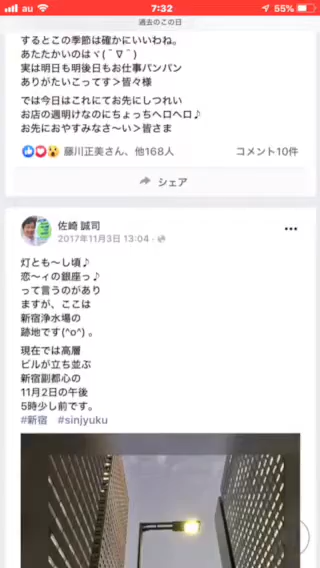 au
7:32
55%
過去のこの日
するとこの季節は確かにいいわね。
あたたかいのはヾ(´∇｀)
実は明日も明後日もお仕事パンパン
ありがたいこってす＞皆々様
では今日はこれにてお先にしつれい
お店の週明けなのにちょっちヘロヘロ♪
お先におやすみなさ〜い＞皆さま
藤川正美さん、他168人
コメント10件
シェア
佐崎 誠司
2017年11月3日 13:04
灯とも〜し頃♪
恋〜ィの銀座っ♪
って言うのがあり
ますが、ここは
新宿浄水場の
跡地です(^o^) 。
現在では高層
ビルが立ち並ぶ
新宿副都心の
11月2日の午後
5時少し前です。
#新宿 #sinjyuku